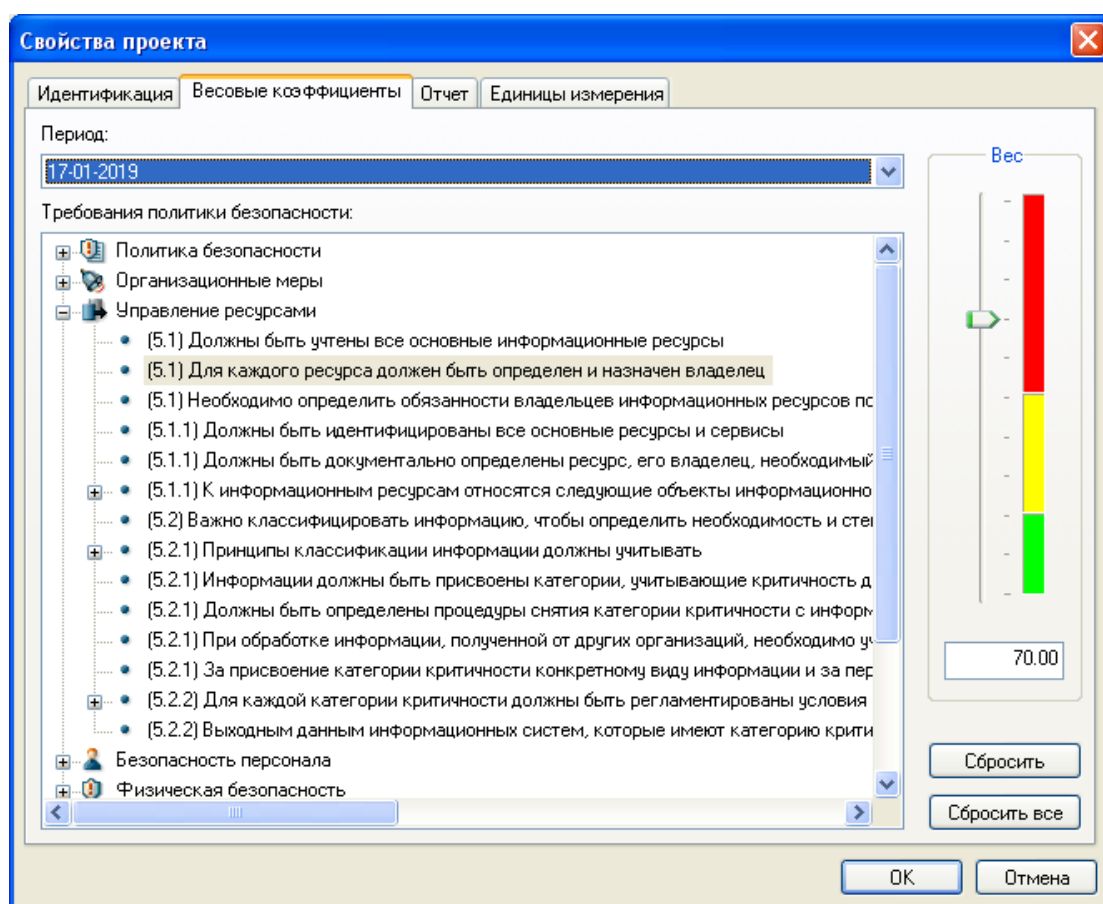 Свойства проекта
Идентификация Весовые коэффициенты Отчет Единицы измерения
Период:
17-01-2019
Требования политики безопасности:
Политика безопасности
Организационные меры
Управление ресурсами
(5.1) Должны быть учтены все основные информационные ресурсы
(5.1) Для каждого ресурса должен быть определен и назначен владелец
(5.1) Необходимо определить обязанности владельцев информационных ресурсов по
(5.1.1) Должны быть идентифицированы все основные ресурсы и сервисы
(5.1.1) Должны быть документально определены ресурс, его владелец, необходимый
(5.1.1) К информационным ресурсам относятся следующие объекты информационно
(5.2) Важно классифицировать информацию, чтобы определить необходимость и
(5.2.1) Принципы классификации информации должны учитывать
(5.2.1) Информации должны быть присвоены категории, учитывающие критичность д
(5.2.1) Должны быть определены процедуры снятия категории критичности с
(5.2.1) При обработке информации, полученной от других организаций, необходимо
(5.2.1) За присвоение категории критичности конкретному виду информации и за пер
(5.2.2) Для каждой категории критичности должны быть регламентированы условия
(5.2.2) Выходным данным информационных систем, которые имеют категорию крити
Безопасность персонала
Физическая безопасность
Вес
70.00
Сбросить
Сбросить все
OK Отмена